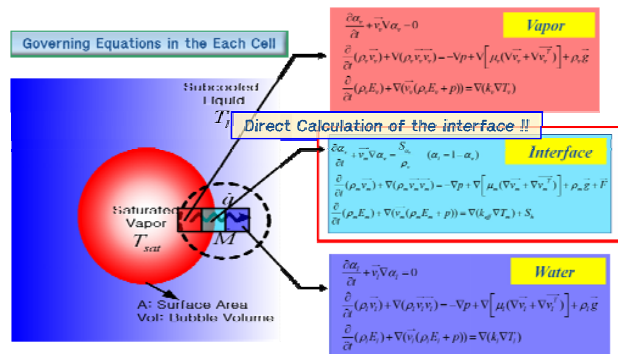 Governing Equations in the Each Cell
Subcooled
Liquid
Direct Calculation of the interface !!
Saturated
Vapor
T_sat
q̇
M
A: Surface Area
Vol: Bubble Volume
Vapor
∂α_v/∂t + v⃗_v∇α_v = 0
∂/∂t(ρ_v v⃗_v) + ∇(ρ_v v⃗_v v⃗_v) = −∇p + ∇[μ_v(∇v⃗_v + ∇v⃗_v^T)] + ρ_v g⃗
∂/∂t(ρ_v E_v) + ∇(v⃗_v(ρ_v E_v + p)) = ∇(k_v∇T_v)
Interface
∂α_v/∂t + v⃗_m∇α_v = S_αv/ρ_v (α_l = 1 − α_v)
∂/∂t(ρ_m v⃗_m) + ∇(ρ_m v⃗_m v⃗_m) = −∇p + ∇[μ_m(∇v⃗_m + ∇v⃗_m^T)] + ρ_m g⃗ + F⃗
∂/∂t(ρ_m E_m) + ∇(v⃗_m(ρ_m E_m + p)) = ∇(k_eff∇T_m) + S_h
Water
∂α_l/∂t + v⃗_l∇α_l = 0
∂/∂t(ρ_l v⃗_l) + ∇(ρ_l v⃗_l v⃗_l) = −∇p + ∇[μ_l(∇v⃗_l + ∇v⃗_l^T)] + ρ_l g⃗
∂/∂t(ρ_l E_l) + ∇(v⃗_l(ρ_l E_l + p)) = ∇(k_l∇T_l)